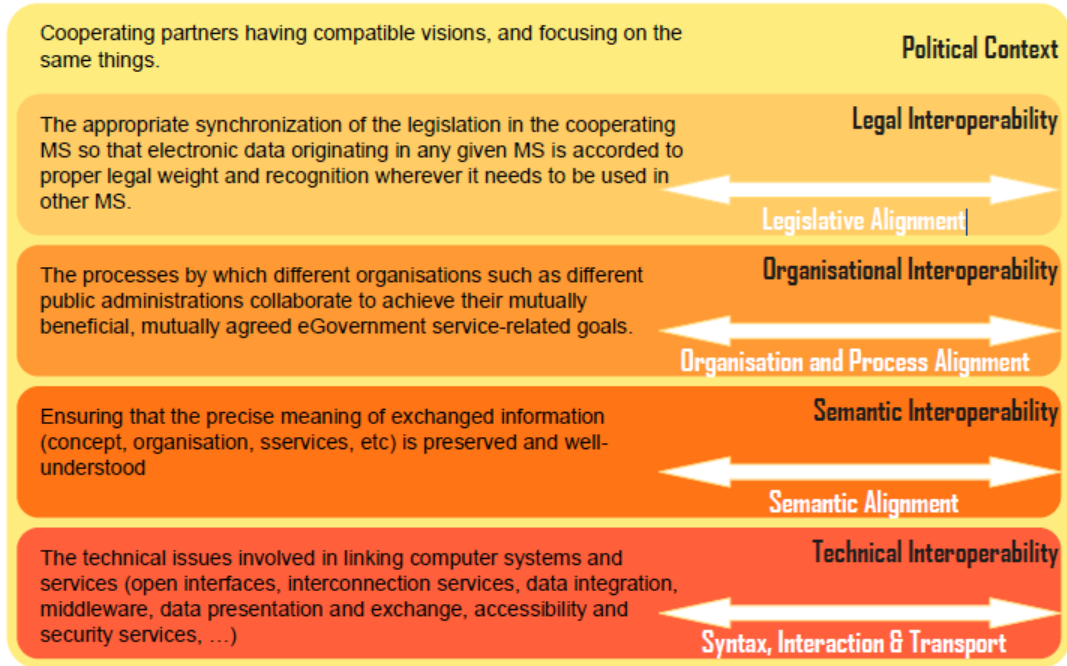 Cooperating partners having compatible visions, and focusing on the
same things.
Political Context
The appropriate synchronization of the legislation in the cooperating
MS so that electronic data originating in any given MS is accorded to
proper legal weight and recognition wherever it needs to be used in
other MS.
Legal Interoperability
Legislative Alignment
The processes by which different organisations such as different
public administrations collaborate to achieve their mutually
beneficial, mutually agreed eGovernment service-related goals.
Organisational Interoperability
Organisation and Process Alignment
Ensuring that the precise meaning of exchanged information
(concept, organisation, sservices, etc) is preserved and well-
understood
Semantic Interoperability
Semantic Alignment
The technical issues involved in linking computer systems and
services (open interfaces, interconnection services, data integration,
middleware, data presentation and exchange, accessibility and
security services, …)
Technical Interoperability
Syntax, Interaction & Transport